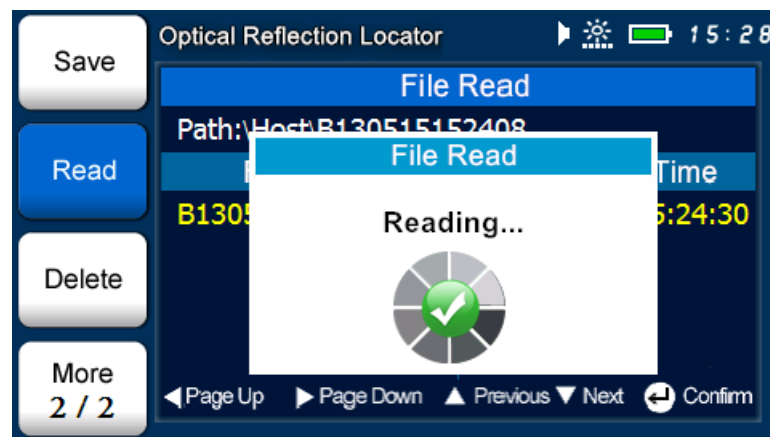 Save
Read
Delete
More
2 / 2
Optical Reflection Locator
15:28
File Read
Path:\Host\B130515152408
File Read
Time
B1305
5:24:30
Reading...
Page Up Page Down Previous Next Confirm